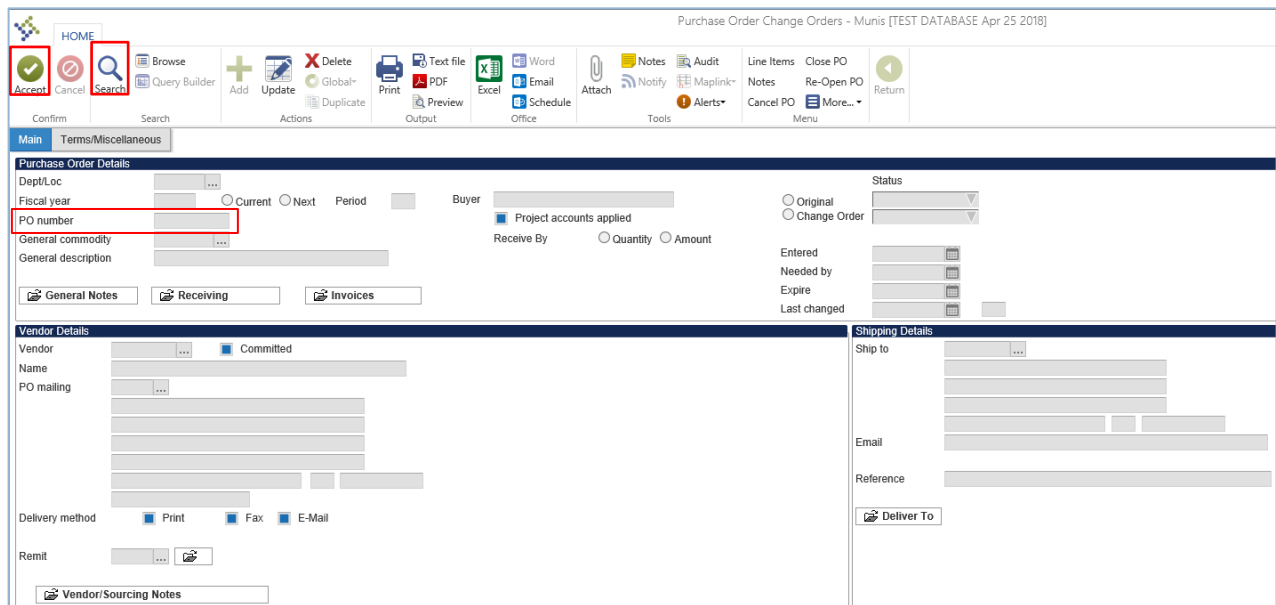 Purchase Order Change Orders - Munis [TEST DATABASE Apr 25 2018]
HOME
Accept
Cancel
Search
Browse
Query Builder
Add
Update
Delete
Global
Duplicate
Print
Text file
PDF
Preview
Excel
Word
Email
Schedule
Attach
Notes
Notify
Audit
Maplink
Alerts
Line Items
Close PO
Notes
Re-Open PO
Cancel PO
More...
Return
Confirm
Search
Actions
Output
Office
Tools
Menu
Main
Terms/Miscellaneous
Purchase Order Details
Dept/Loc
...
Status
Fiscal year
Current
Next
Period
Buyer
Original
PO number
Project accounts applied
Change Order
General commodity
...
Receive By
Quantity
Amount
General description
Entered
Needed by
Expire
Last changed
General Notes
Receiving
Invoices
Vendor Details
Vendor
...
Committed
Name
PO mailing
...
Delivery method
Print
Fax
E-Mail
Remit
...
Vendor/Sourcing Notes
Shipping Details
Ship to
...
Email
Reference
Deliver To